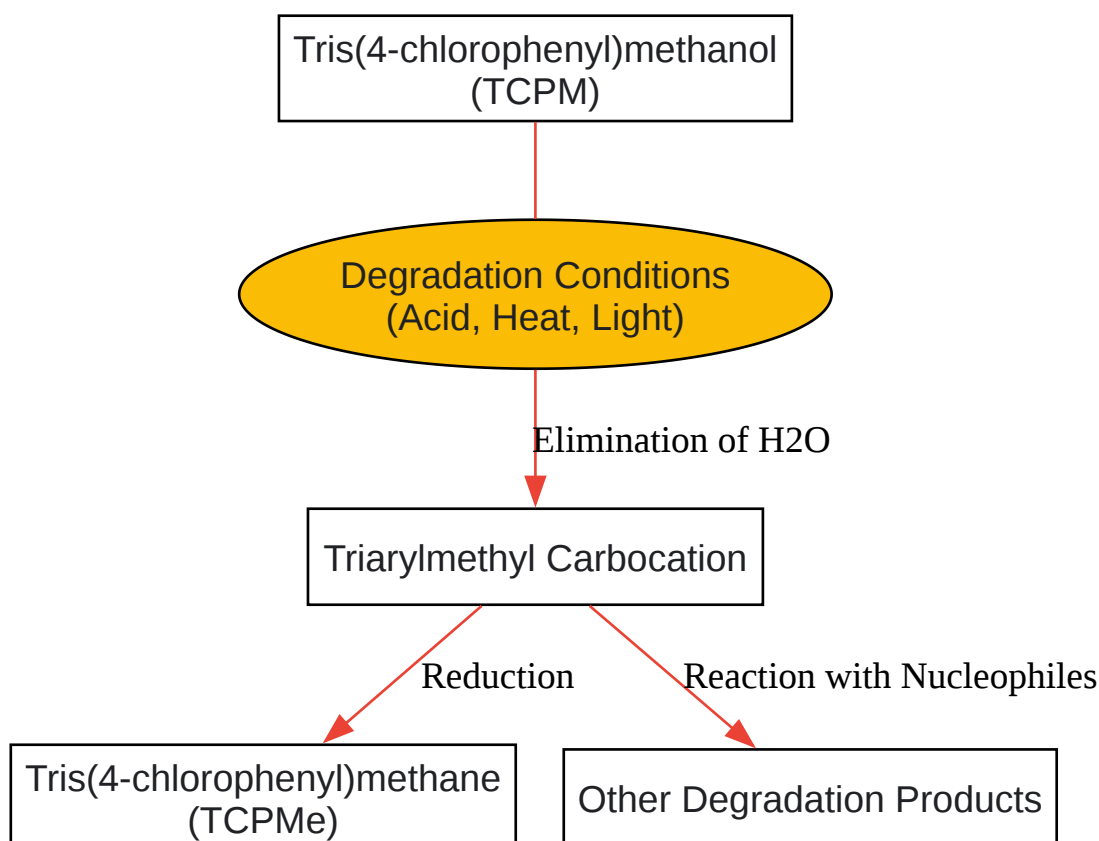 Tris(4-chlorophenyl)methanol
(TCPM)
Degradation Conditions
(Acid, Heat, Light)
Elimination of H2O
Triarylmethyl Carbocation
Reduction
Reaction with Nucleophiles
Tris(4-chlorophenyl)methane
(TCPMe)
Other Degradation Products